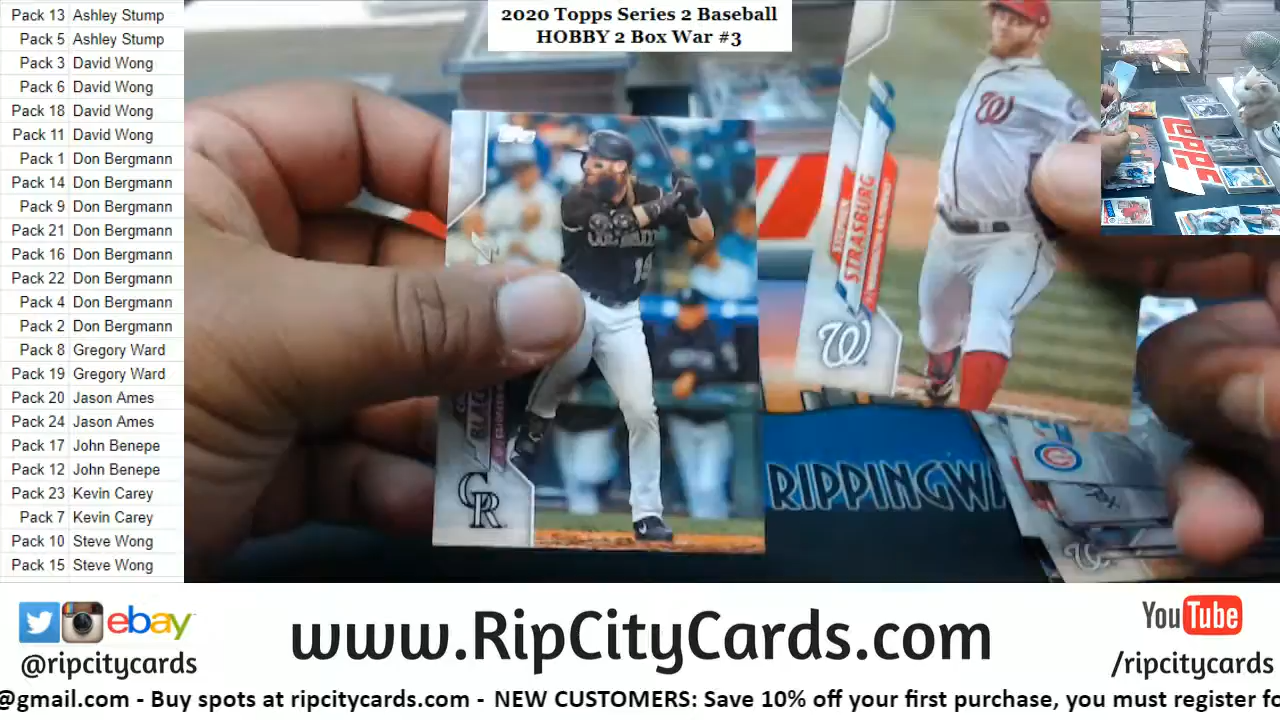 Pack 13 Ashley Stump
Pack 5 Ashley Stump
Pack 3 David Wong
Pack 6 David Wong
Pack 18 David Wong
Pack 11 David Wong
Pack 1 Don Bergmann
Pack 14 Don Bergmann
Pack 9 Don Bergmann
Pack 21 Don Bergmann
Pack 16 Don Bergmann
Pack 22 Don Bergmann
Pack 4 Don Bergmann
Pack 2 Don Bergmann
Pack 8 Gregory Ward
Pack 19 Gregory Ward
Pack 20 Jason Ames
Pack 24 Jason Ames
Pack 17 John Benepe
Pack 12 John Benepe
Pack 23 Kevin Carey
Pack 7 Kevin Carey
Pack 10 Steve Wong
Pack 15 Steve Wong
2020 Topps Series 2 Baseball
HOBBY 2 Box War #3
Topps
CR
STRASBURG
W
W
RIPPINGWA
TOPPS
ebay
@ripcitycards
www.RipCityCards.com
YouTube
/ripcitycards
@gmail.com - Buy spots at ripcitycards.com - NEW CUSTOMERS: Save 10% off your first purchase, you must register fo